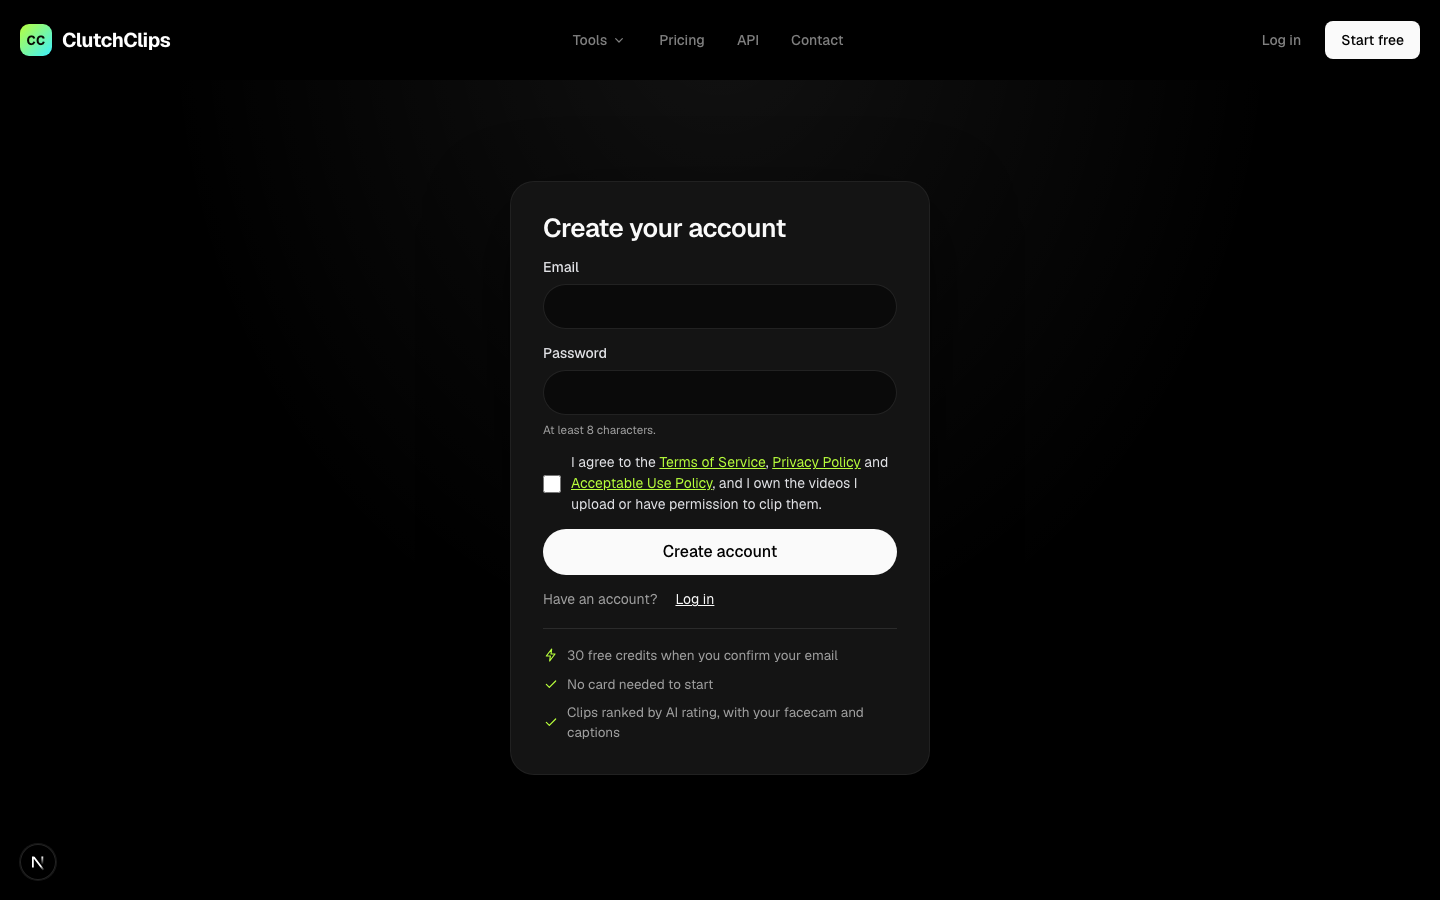 CC ClutchClips
Tools
Pricing
API
Contact
Log in
Start free
Create your account
Email
Password
At least 8 characters.
I agree to the Terms of Service, Privacy Policy and
Acceptable Use Policy, and I own the videos I
upload or have permission to clip them.
Create account
Have an account? Log in
30 free credits when you confirm your email
No card needed to start
Clips ranked by AI rating, with your facecam and
captions
N